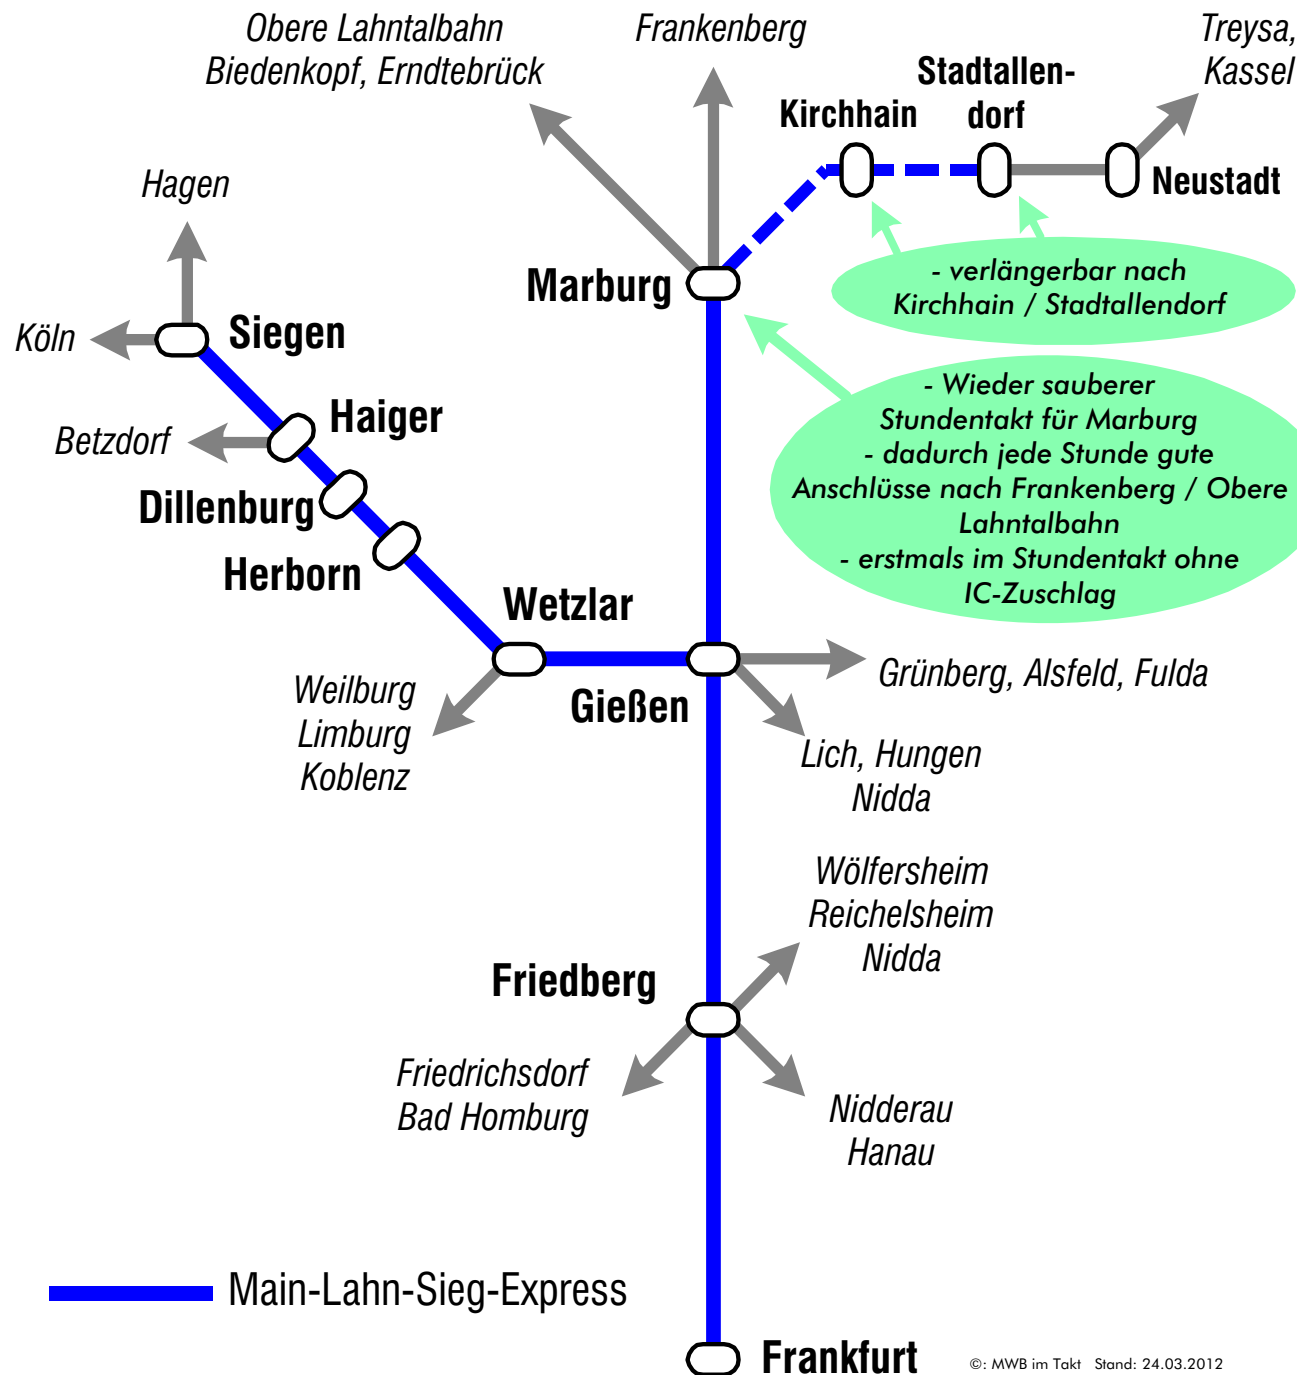 Obere Lahntalbahn
Biedenkopf, Erndtebrück
Frankenberg
Treysa,
Kassel
Stadtallen-
dorf
Kirchhain
Neustadt
Hagen
- verlängerbar nach
Kirchhain / Stadtallendorf
Marburg
Köln
Siegen
- Wieder sauberer
Stundentakt für Marburg
- dadurch jede Stunde gute
Anschlüsse nach Frankenberg / Obere
Lahntalbahn
- erstmals im Stundentakt ohne
IC-Zuschlag
Haiger
Betzdorf
Dillenburg
Herborn
Wetzlar
Weilburg
Limburg
Koblenz
Gießen
Grünberg, Alsfeld, Fulda
Lich, Hungen
Nidda
Wölfersheim
Reichelsheim
Nidda
Friedberg
Friedrichsdorf
Bad Homburg
Nidderau
Hanau
Main-Lahn-Sieg-Express
Frankfurt
©: MWB im Takt Stand: 24.03.2012